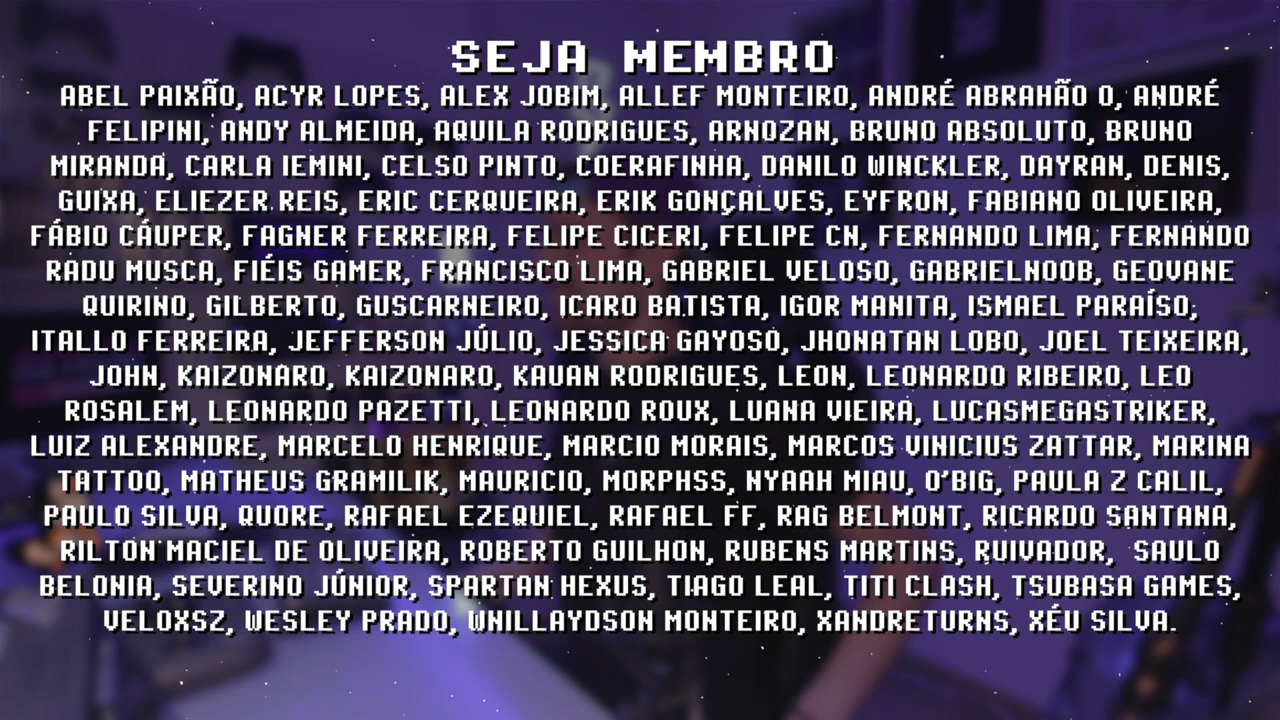 SEJA MEMBRO
ABEL PAIXÃO, ACYR LOPES, ALEX JOBIM, ALLEF MONTEIRO, ANDRÉ ABRAHÃO O, ANDRÉ
FELIPINI, ANDY ALMEIDA, AQUILA RODRIGUES, ARNOZAN, BRUNO ABSOLUTO, BRUNO
MIRANDA, CARLA IEMINI, CELSO PINTO, COERAFINHA, DANILO WINCKLER, DAYRAN, DENIS,
GUIXA, ELIEZER REIS, ERIC CERQUEIRA, ERIK GONÇALVES, EYFRON, FABIANO OLIVEIRA,
FÁBIO CÁUPER, FAGNER FERREIRA, FELIPE CICERI, FELIPE CN, FERNANDO LIMA, FERNANDO
RADU MUSCA, FIÉIS GAMER, FRANCISCO LIMA, GABRIEL VELOSO, GABRIELNOOB, GEOVANE
QUIRINO, GILBERTO, GUSCARNEIRO, ICARO BATISTA, IGOR MANITA, ISMAEL PARAÍSO,
ITALLO FERREIRA, JEFFERSON JÚLIO, JESSICA GAYOSO, JHONATAN LOBO, JOEL TEIXEIRA,
JOHN, KAIZONARO, KAIZONARO, KAUAN RODRIGUES, LEON, LEONARDO RIBEIRO, LEO
ROSALEM, LEONARDO PAZETTI, LEONARDO ROUX, LUANA VIEIRA, LUCASMEGASTRIKER,
LUIZ ALEXANDRE, MARCELO HENRIQUE, MARCIO MORAIS, MARCOS VINICIUS ZATTAR, MARINA
TATTOO, MATHEUS GRAMILIK, MAURICIO, MORPHSS, NYAAH MIAU, O'BIG, PAULA Z CALIL,
PAULO SILVA, QUORE, RAFAEL EZEQUIEL, RAFAEL FF, RAG BELMONT, RICARDO SANTANA,
RILTON MACIEL DE OLIVEIRA, ROBERTO GUILHON, RUBENS MARTINS, RUIVADOR, SAULO
BELONIA, SEVERINO JÚNIOR, SPARTAN HEXUS, TIAGO LEAL, TITI CLASH, TSUBASA GAMES,
VELOXSZ, WESLEY PRADO, WNILLAYDSON MONTEIRO, XANDRETURNS, XÉU SILVA.